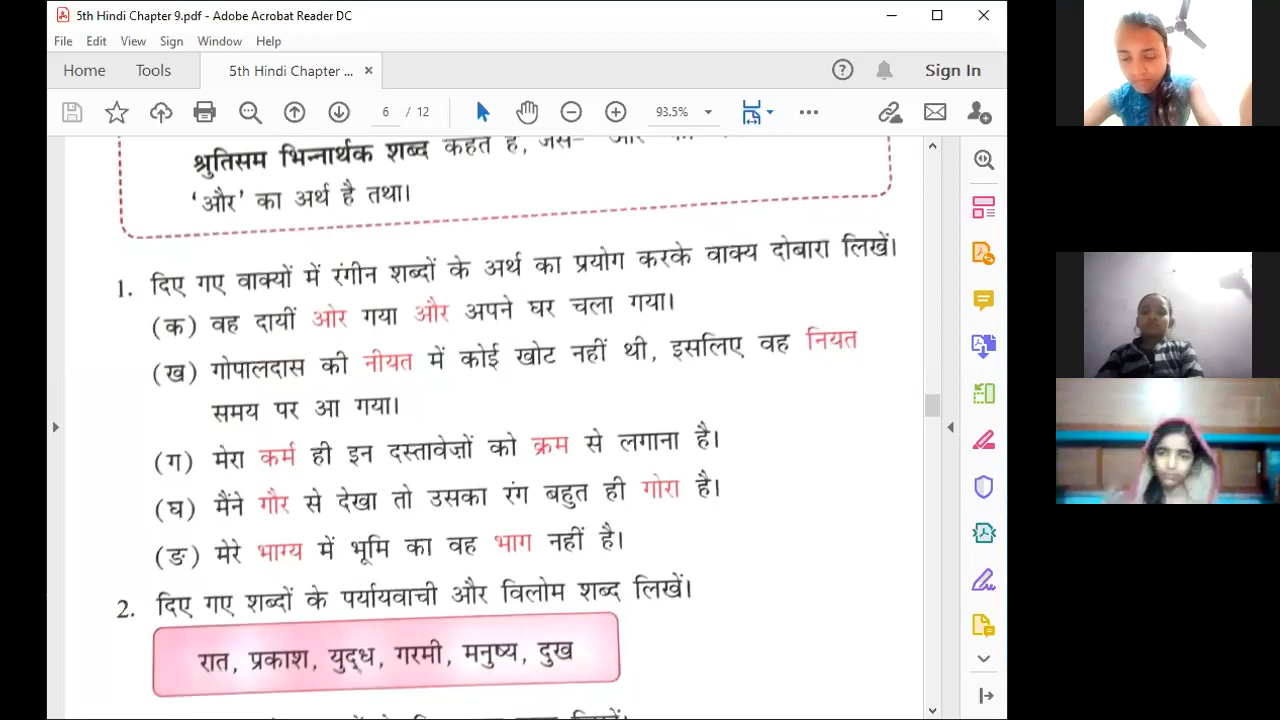 5th Hindi Chapter 9.pdf - Adobe Acrobat Reader DC
File Edit View Sign Window Help
Home Tools 5th Hindi Chapter ... × Sign In
6 / 12 93.5%
श्रुतिसम भिन्नार्थक शब्द कहते हैं,
‘और’ का अर्थ है तथा।
1. दिए गए वाक्यों में रंगीन शब्दों के अर्थ का प्रयोग करके वाक्य दोबारा लिखें।
(क) वह दायीं ओर गया और अपने घर चला गया।
(ख) गोपालदास की नीयत में कोई खोट नहीं थी, इसलिए वह नियत
समय पर आ गया।
(ग) मेरा कर्म ही इन दस्तावेज़ों को क्रम से लगाना है।
(घ) मैंने गौर से देखा तो उसका रंग बहुत ही गोरा है।
(ङ) मेरे भाग्य में भूमि का वह भाग नहीं है।
2. दिए गए शब्दों के पर्यायवाची और विलोम शब्द लिखें।
रात, प्रकाश, युद्ध, गरमी, मनुष्य, दुख